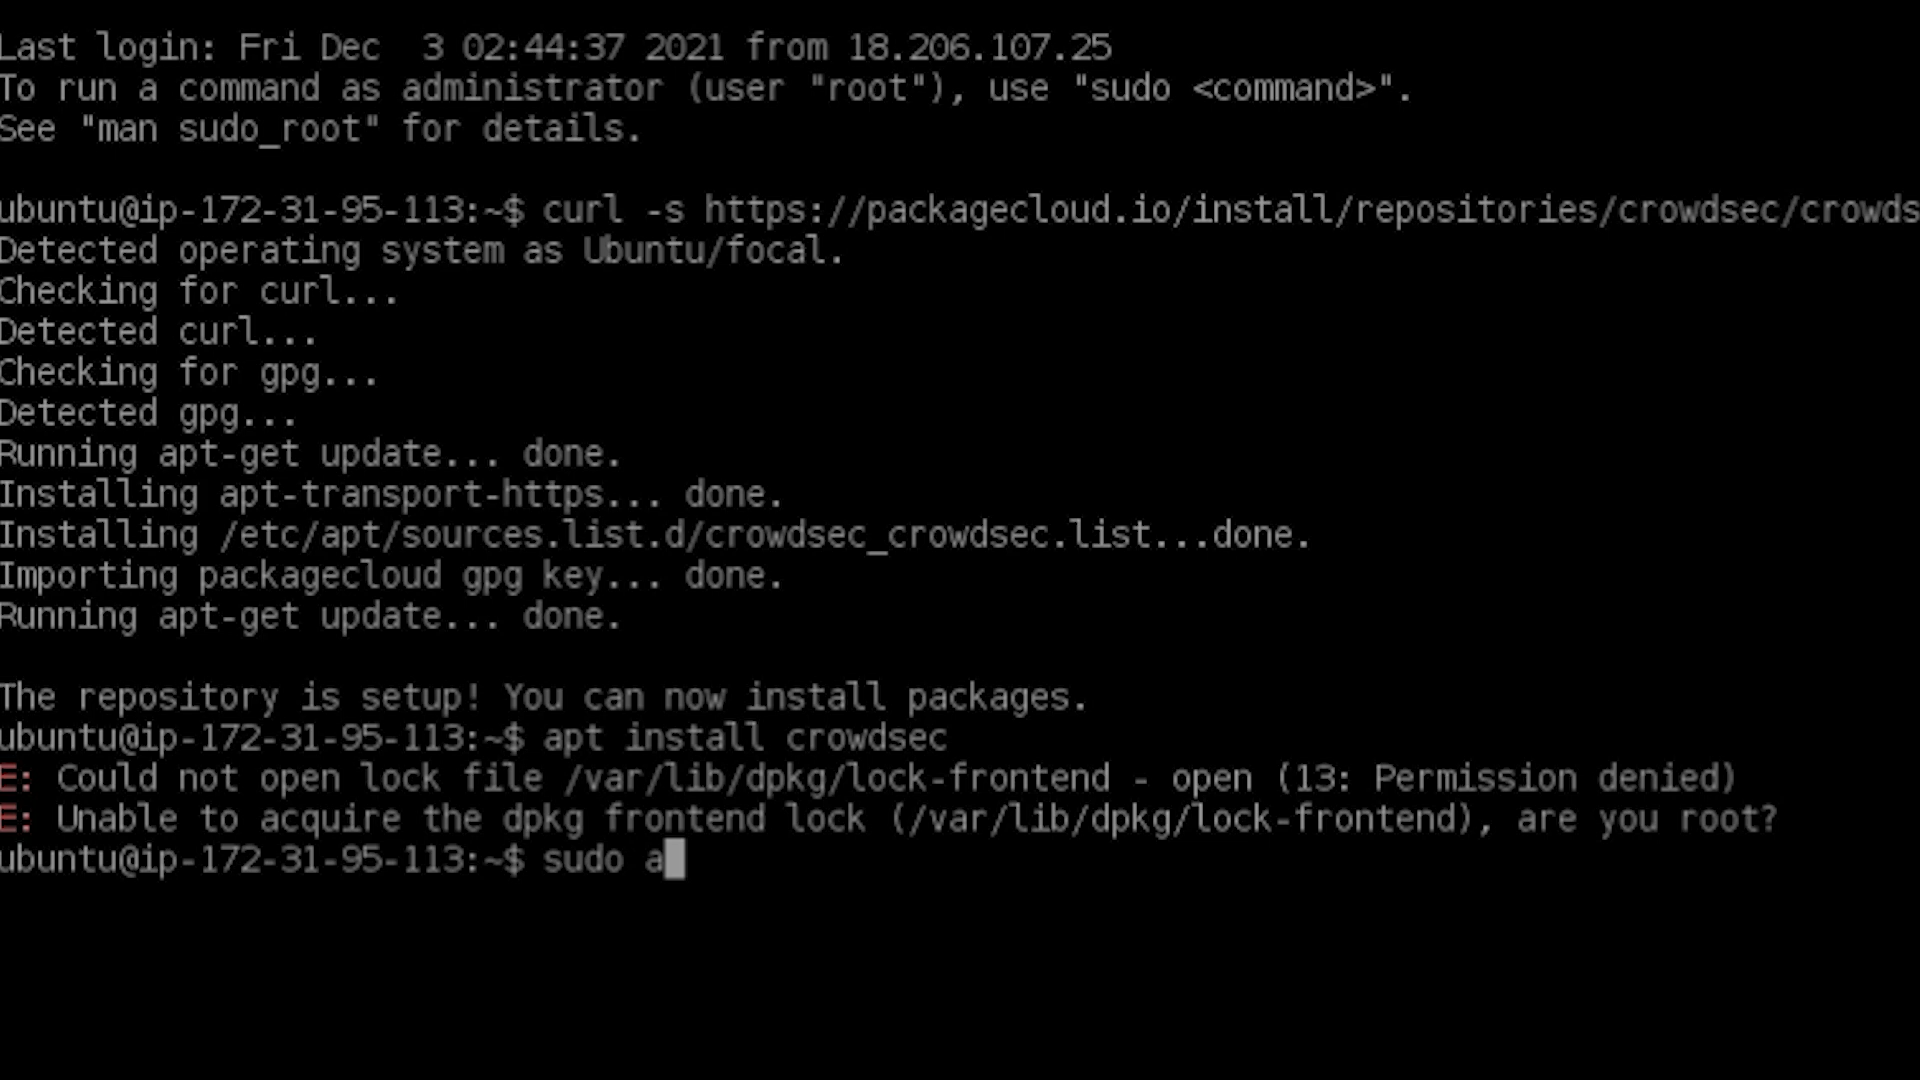 Last login: Fri Dec  3 02:44:37 2021 from 18.206.107.25
To run a command as administrator (user "root"), use "sudo <command>".
See "man sudo_root" for details.
ubuntu@ip-172-31-95-113:~$ curl -s https://packagecloud.io/install/repositories/crowdsec/crowds
Detected operating system as Ubuntu/focal.
Checking for curl...
Detected curl...
Checking for gpg...
Detected gpg...
Running apt-get update... done.
Installing apt-transport-https... done.
Installing /etc/apt/sources.list.d/crowdsec_crowdsec.list...done.
Importing packagecloud gpg key... done.
Running apt-get update... done.
The repository is setup! You can now install packages.
ubuntu@ip-172-31-95-113:~$ apt install crowdsec
E: Could not open lock file /var/lib/dpkg/lock-frontend - open (13: Permission denied)
E: Unable to acquire the dpkg frontend lock (/var/lib/dpkg/lock-frontend), are you root?
ubuntu@ip-172-31-95-113:~$ sudo a